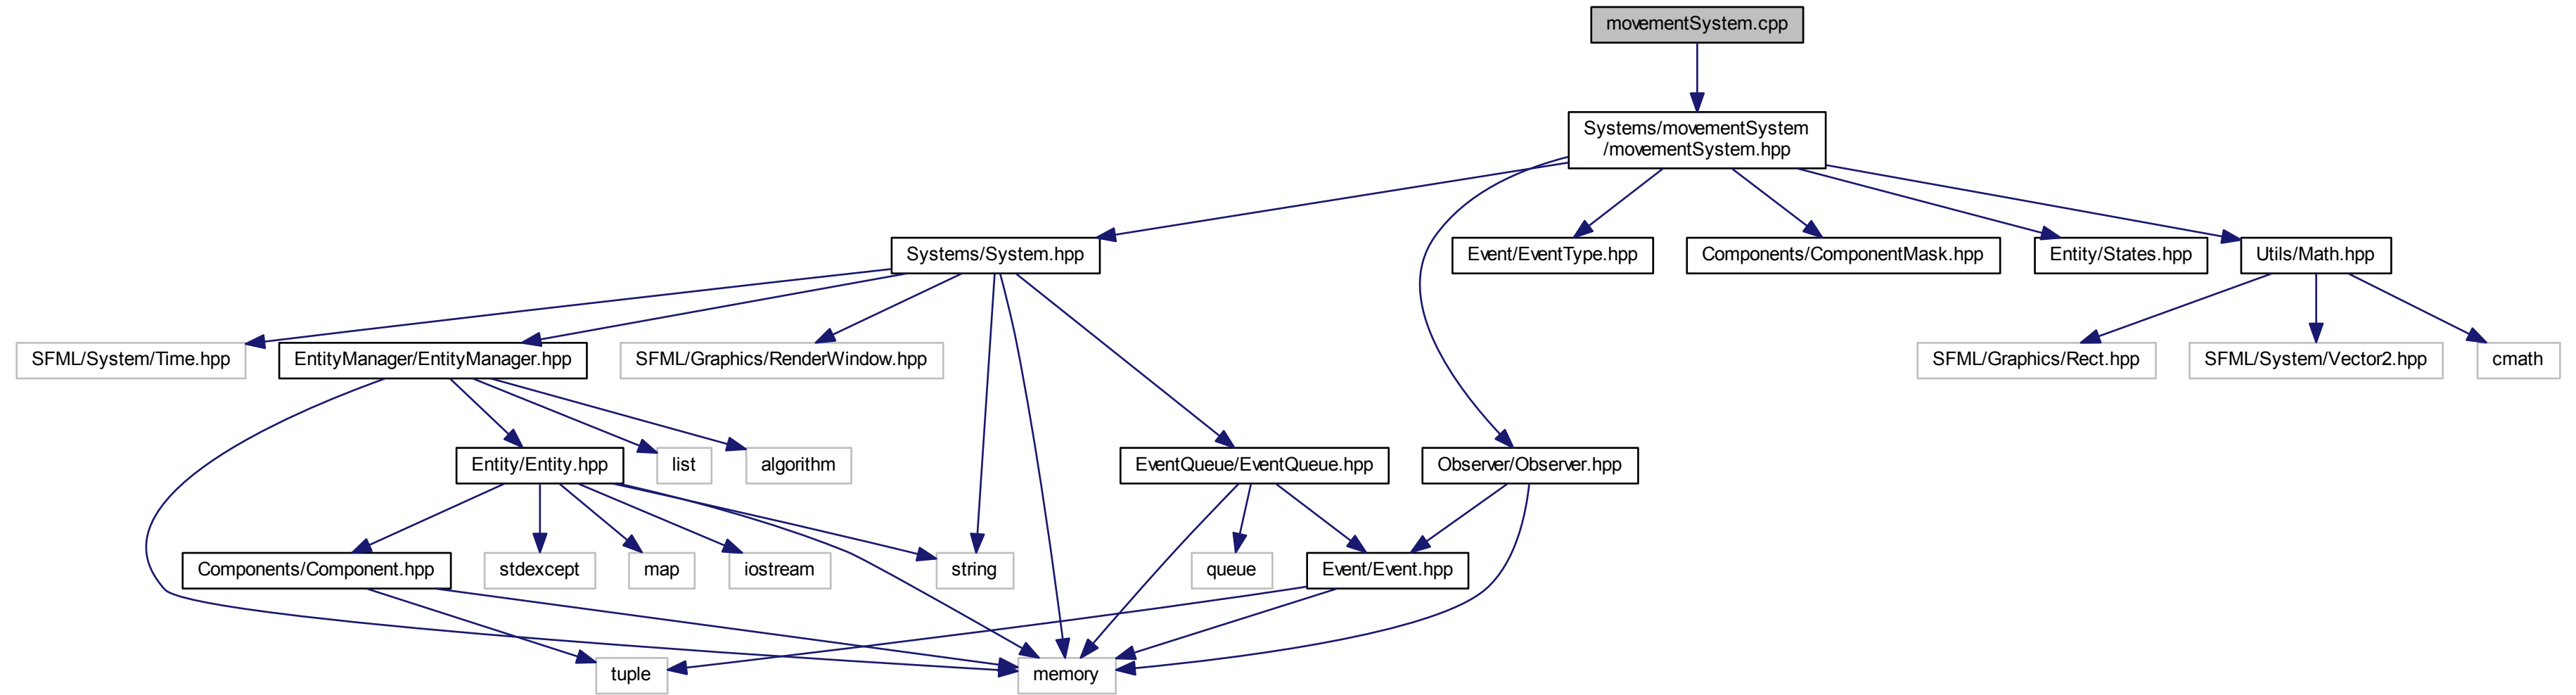 movementSystem.cpp
Systems/movementSystem
/movementSystem.hpp
Systems/System.hpp
Event/EventType.hpp
Components/ComponentMask.hpp
Entity/States.hpp
Utils/Math.hpp
SFML/System/Time.hpp
EntityManager/EntityManager.hpp
SFML/Graphics/RenderWindow.hpp
SFML/Graphics/Rect.hpp
SFML/System/Vector2.hpp
cmath
Entity/Entity.hpp
list
algorithm
EventQueue/EventQueue.hpp
Observer/Observer.hpp
Components/Component.hpp
stdexcept
map
iostream
string
queue
Event/Event.hpp
tuple
memory